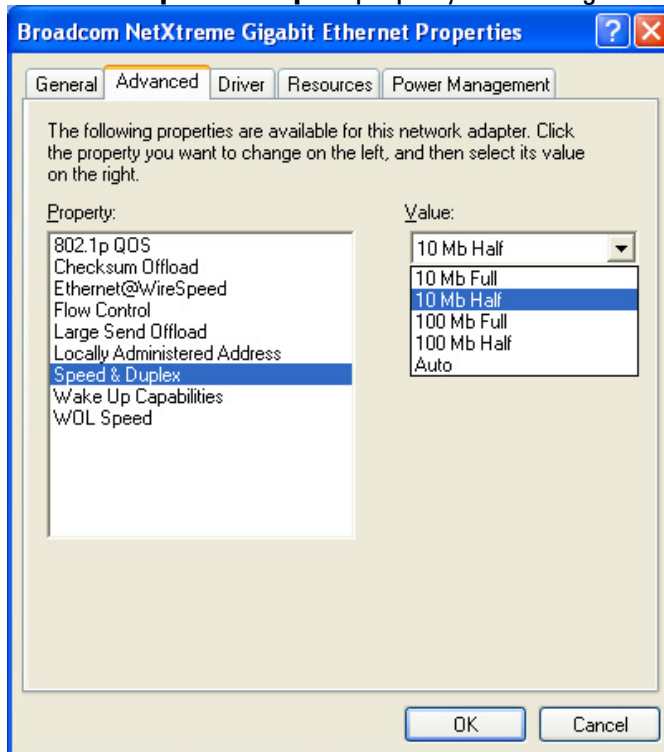 Broadcom NetXtreme Gigabit Ethernet Properties
General Advanced Driver Resources Power Management
The following properties are available for this network adapter. Click
the property you want to change on the left, and then select its value
on the right.
Property:
802.1p QOS
Checksum Offload
Ethernet@WireSpeed
Flow Control
Large Send Offload
Locally Administered Address
Speed & Duplex
Wake Up Capabilities
WOL Speed
Value:
10 Mb Half
10 Mb Full
10 Mb Half
100 Mb Full
100 Mb Half
Auto
OK Cancel